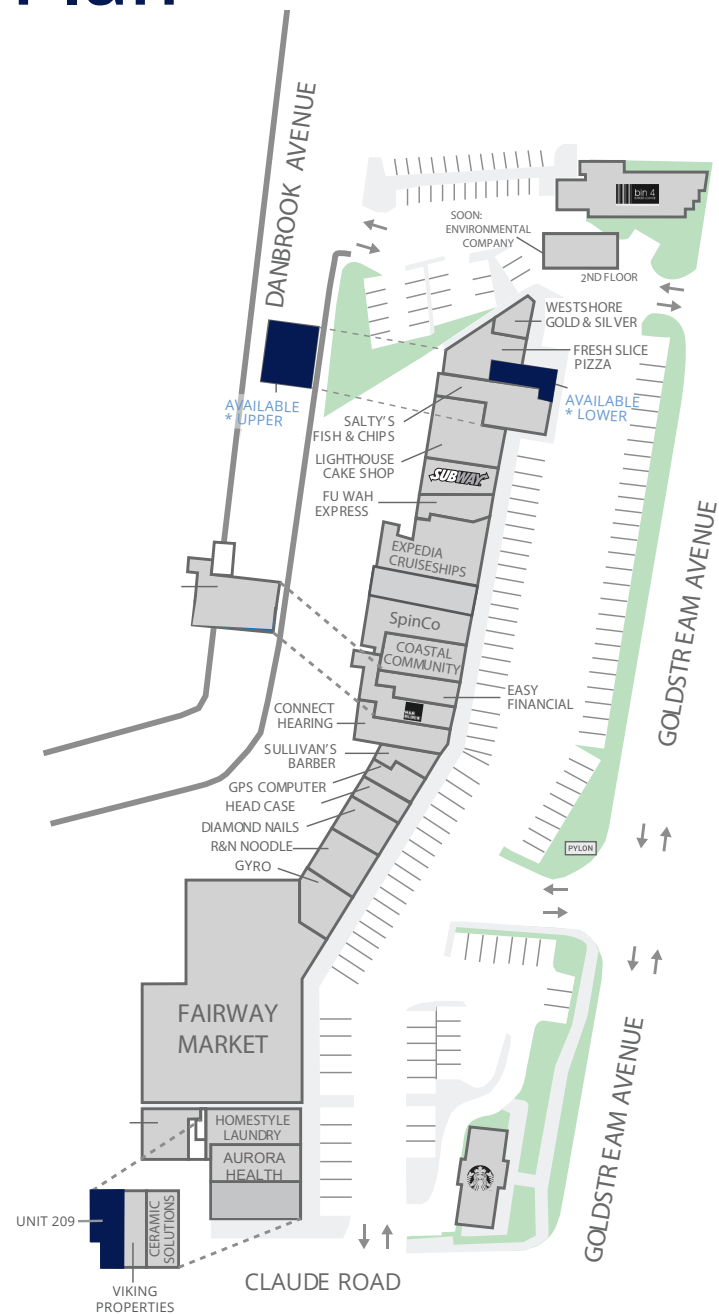 Plan
DANBROOK AVENUE
bin 4
SOON:
ENVIRONMENTAL
COMPANY
2ND FLOOR
WESTSHORE
GOLD & SILVER
FRESH SLICE
PIZZA
AVAILABLE
* UPPER
AVAILABLE
* LOWER
SALTY'S
FISH & CHIPS
LIGHTHOUSE
CAKE SHOP
SUBWAY
FU WAH
EXPRESS
EXPEDIA
CRUISESHIPS
SpinCo
COASTAL
COMMUNITY
EASY
FINANCIAL
CONNECT
HEARING
SULLIVAN'S
BARBER
GPS COMPUTER
HEAD CASE
DIAMOND NAILS
R&N NOODLE
GYRO
GOLDSTREAM AVENUE
PYLON
FAIRWAY
MARKET
HOMESTYLE
LAUNDRY
AURORA
HEALTH
UNIT 209
CERAMIC
SOLUTIONS
VIKING
PROPERTIES
CLAUDE ROAD
GOLDSTREAM AVENUE